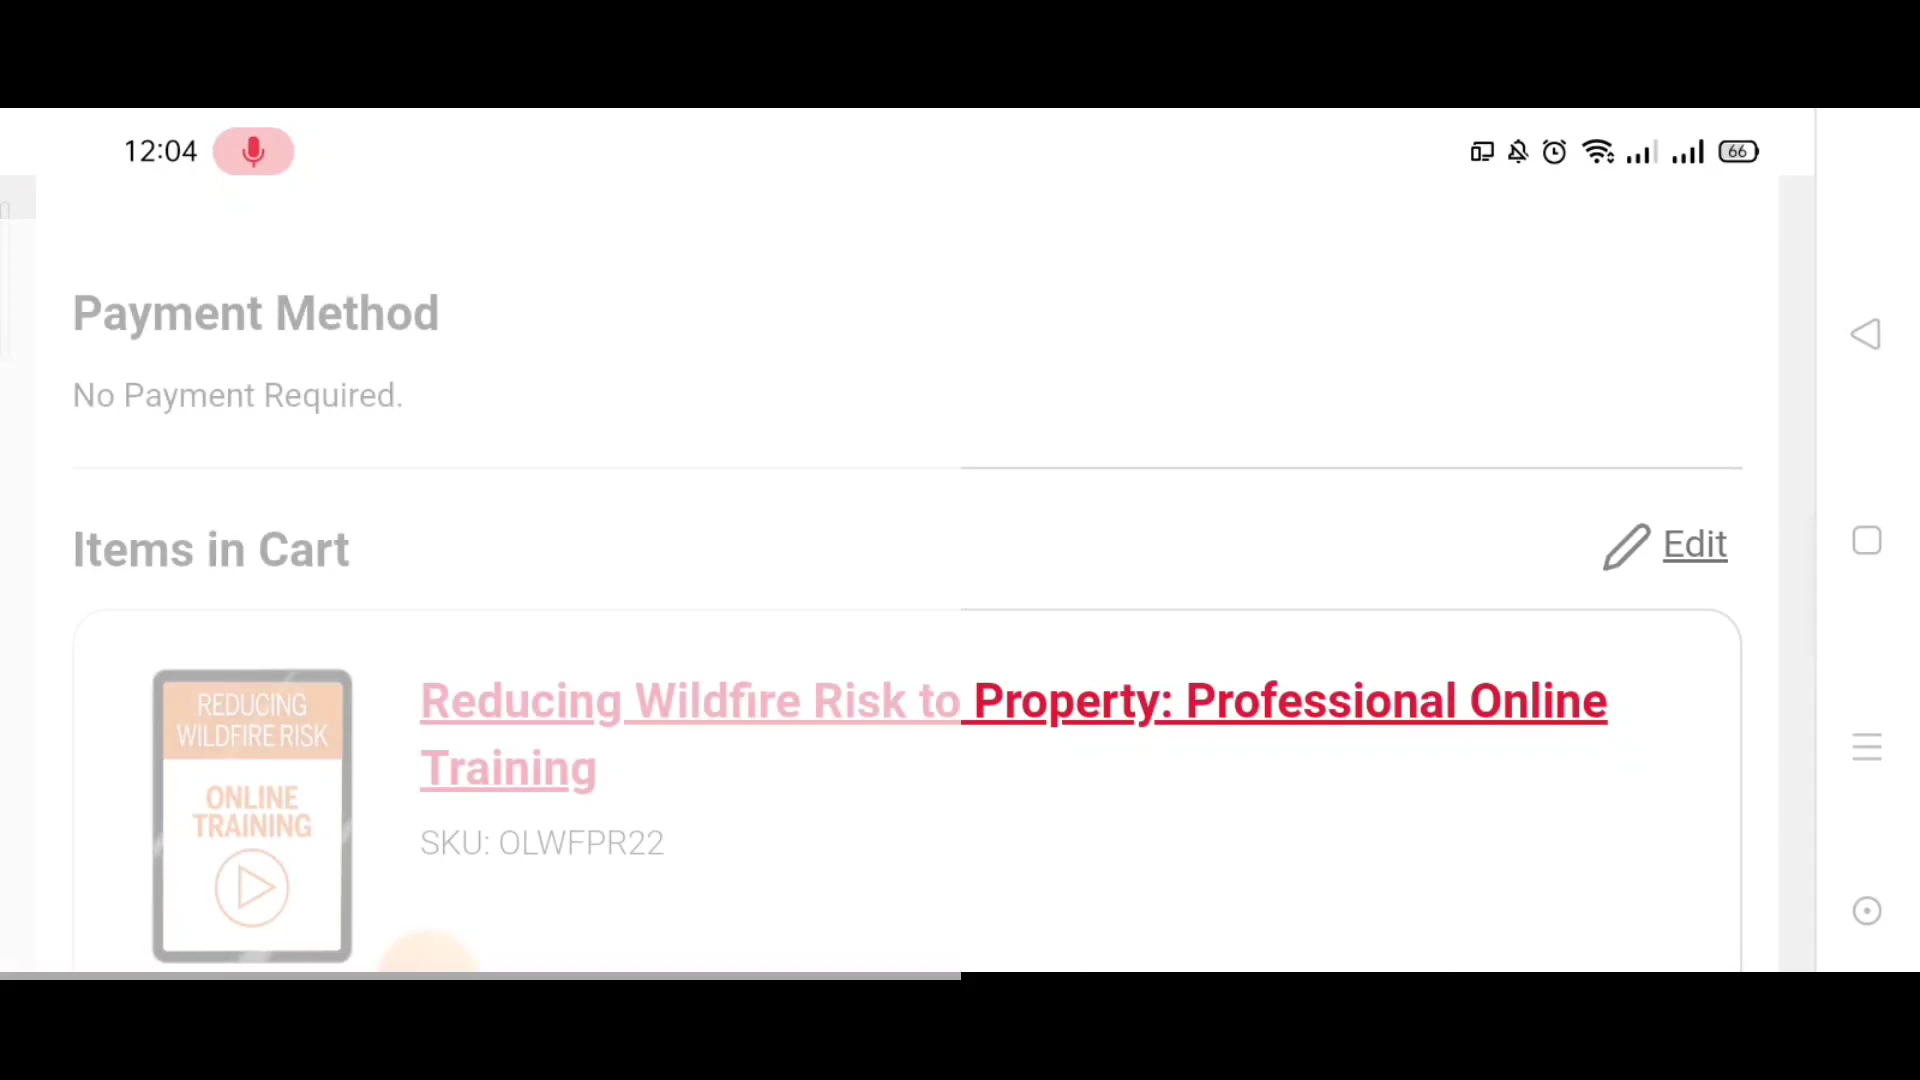 12:04
66
Payment Method
No Payment Required.
Items in Cart
Edit
REDUCING
WILDFIRE RISK
ONLINE
TRAINING
Reducing Wildfire Risk to Property: Professional Online
Training
SKU: OLWFPR22